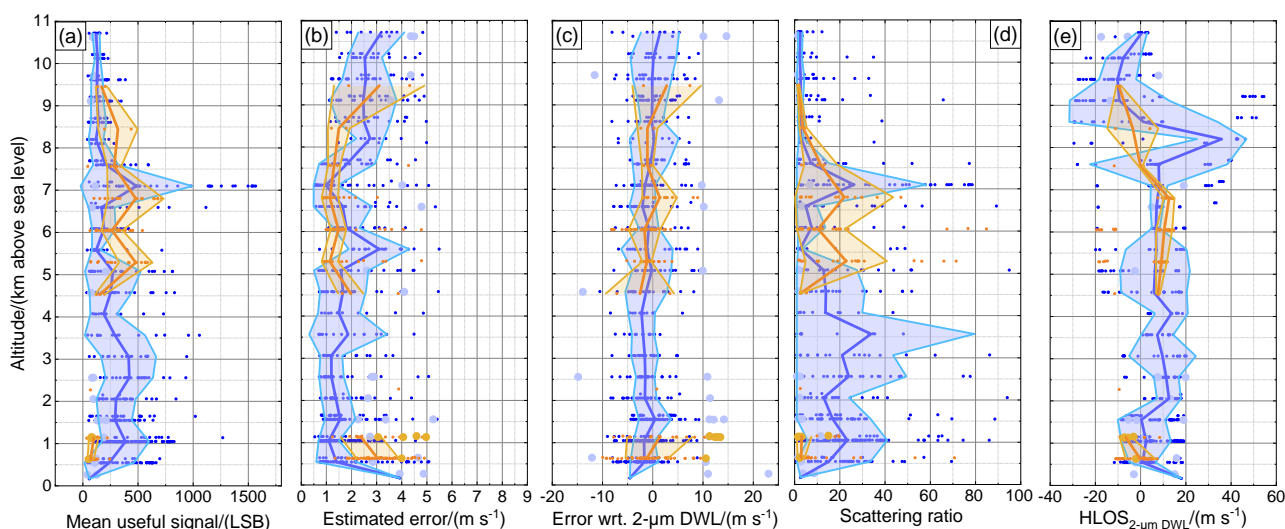 (a) (b) (c) (d) (e)
Altitude/(km above sea level)
11
10
9
8
7
6
5
4
3
2
1
0
0 500 1000 1500
0 1 2 3 4 5 6 7 8 9
-20 -10 0 10 20
0 20 40 60 80 100
-40 -20 0 20 40 60
Mean useful signal/(LSB)
Estimated error/(m s⁻¹)
Error wrt. 2-μm DWL/(m s⁻¹)
Scattering ratio
HLOS₂₋ᵤₘ DWL/(m s⁻¹)